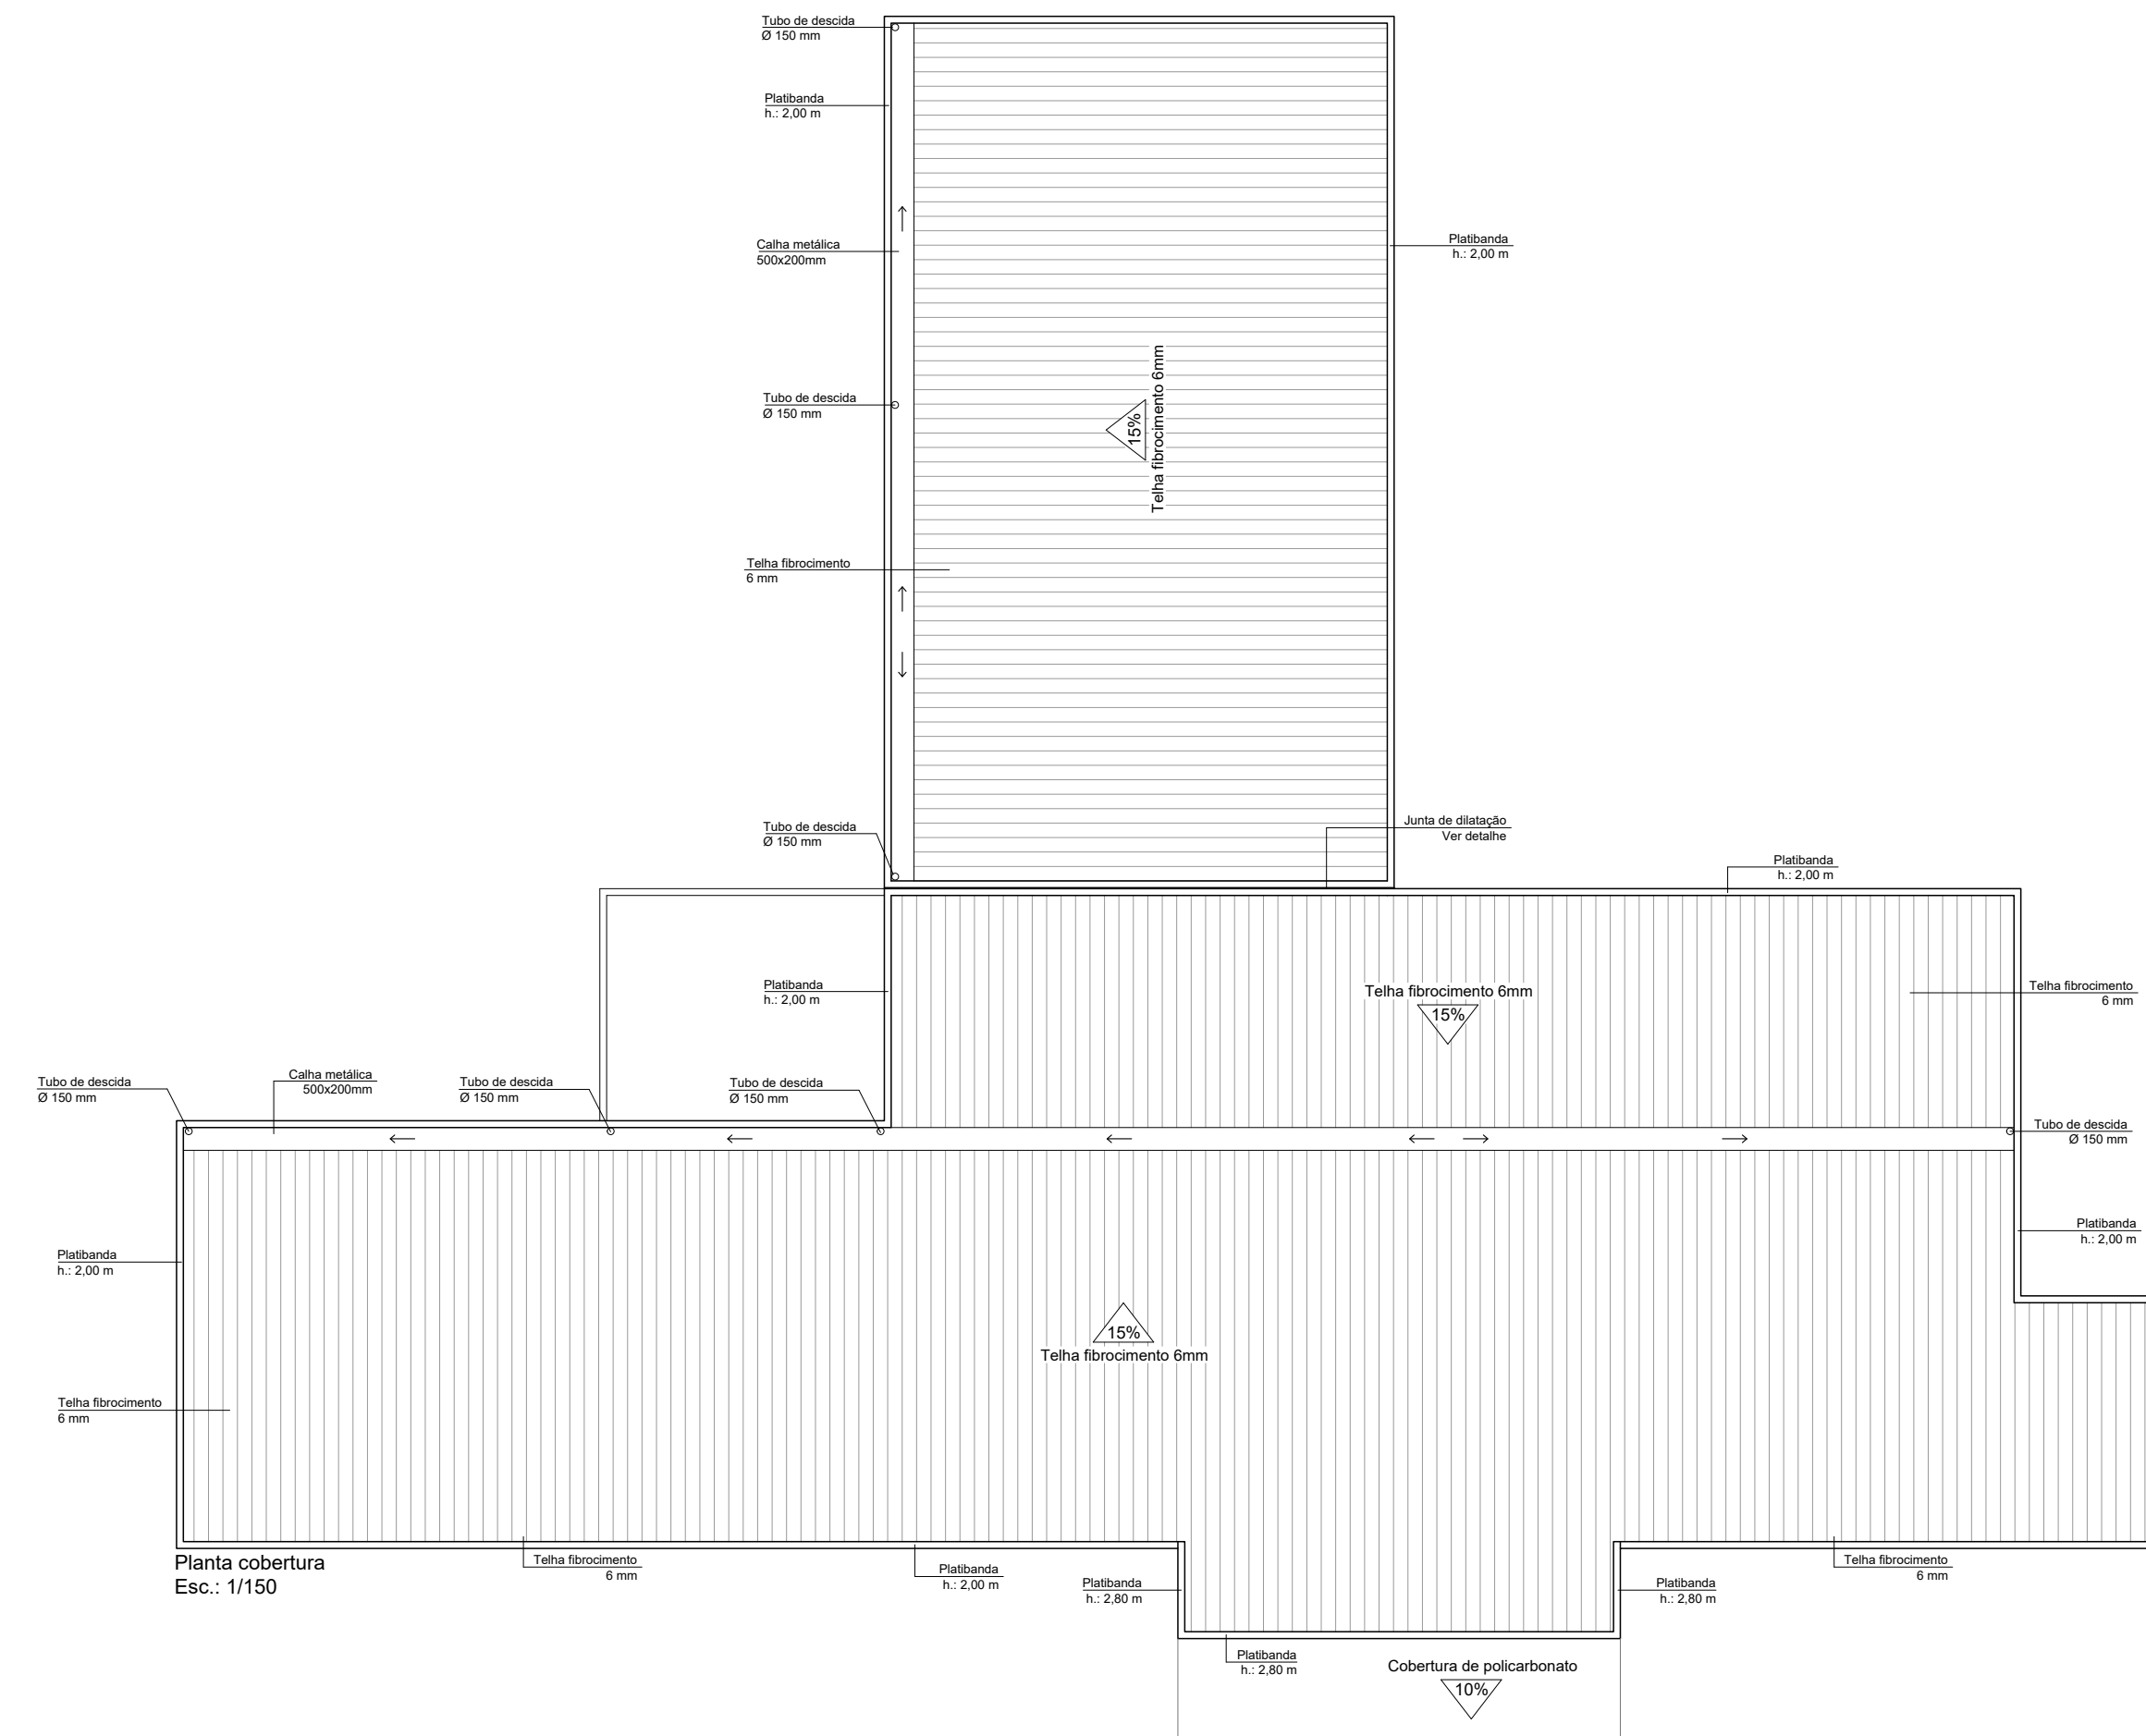 Tubo de descida
Ø 150 mm
Platibanda
h.: 2,00 m
Calha metálica
500x200mm
Platibanda
h.: 2,00 m
Tubo de descida
Ø 150 mm
15%
Telha fibrocimento 6mm
Telha fibrocimento
6 mm
Tubo de descida
Ø 150 mm
Junta de dilatação
Ver detalhe
Platibanda
h.: 2,00 m
Platibanda
h.: 2,00 m
Telha fibrocimento 6mm
15%
Telha fibrocimento
6 mm
Tubo de descida
Ø 150 mm
Calha metálica
500x200mm
Tubo de descida
Ø 150 mm
Tubo de descida
Ø 150 mm
Tubo de descida
Ø 150 mm
Platibanda
h.: 2,00 m
Platibanda
h.: 2,00 m
15%
Telha fibrocimento 6mm
Telha fibrocimento
6 mm
Planta cobertura
Esc.: 1/150
Telha fibrocimento
6 mm
Platibanda
h.: 2,00 m
Platibanda
h.: 2,80 m
Platibanda
h.: 2,80 m
Telha fibrocimento
6 mm
Platibanda
h.: 2,80 m
Cobertura de policarbonato
10%